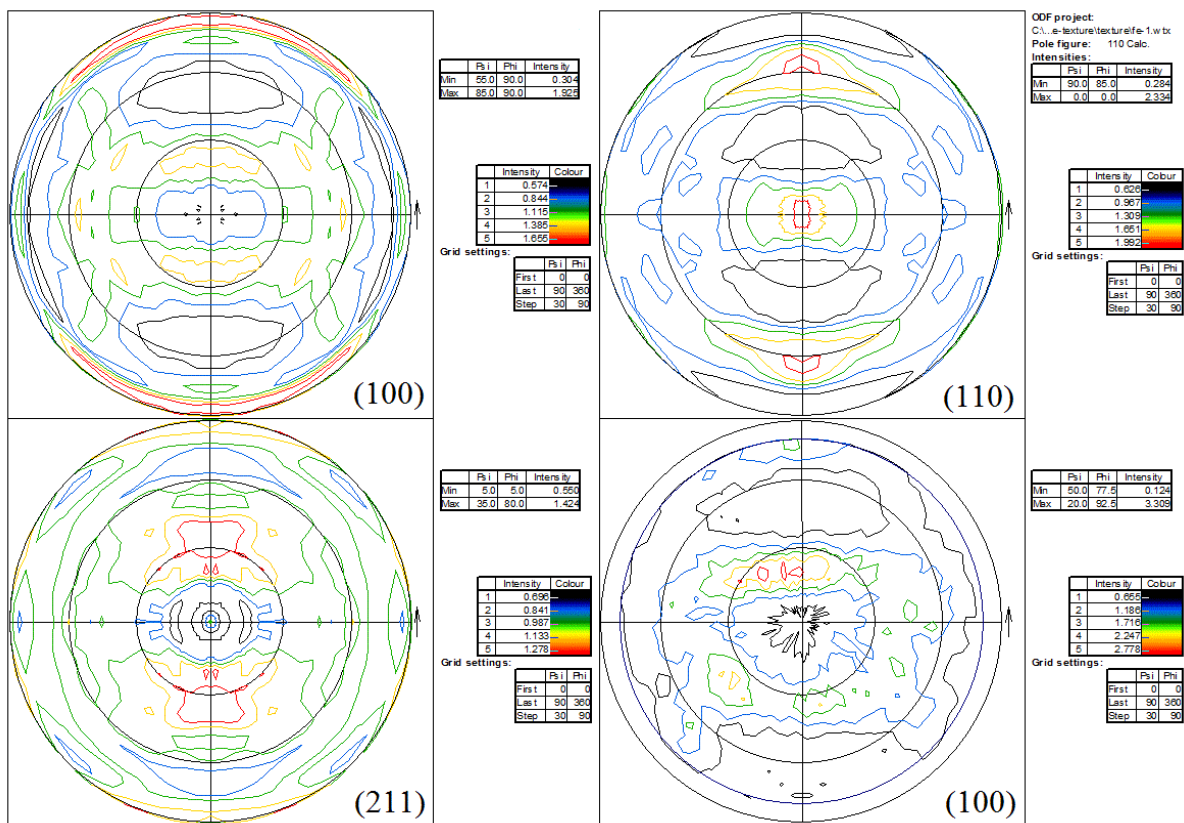 Psi Phi Intensity
Min 55.0 90.0 0.304
Max 85.0 90.0 1.925
Intensity Colour
1 0.574
2 0.844
3 1.115
4 1.385
5 1.655
Grid settings:
Psi Phi
First 0 0
Last 90 360
Step 30 90
(100)
ODF project:
C:\...e-texture\texture\fe-1.wtx
Pole figure: 110 Calc.
Intensities:
Psi Phi Intensity
Min 90.0 85.0 0.284
Max 0.0 0.0 2.334
Intensity Colour
1 0.626
2 0.967
3 1.309
4 1.651
5 1.992
Grid settings:
Psi Phi
First 0 0
Last 90 360
Step 30 90
(110)
Psi Phi Intensity
Min 5.0 5.0 0.550
Max 35.0 80.0 1.424
Intensity Colour
1 0.696
2 0.841
3 0.987
4 1.133
5 1.278
Grid settings:
Psi Phi
First 0 0
Last 90 360
Step 30 90
(211)
Psi Phi Intensity
Min 50.0 77.5 0.124
Max 20.0 92.5 3.309
Intensity Colour
1 0.655
2 1.186
3 1.716
4 2.247
5 2.778
Grid settings:
Psi Phi
First 0 0
Last 90 360
Step 30 90
(100)